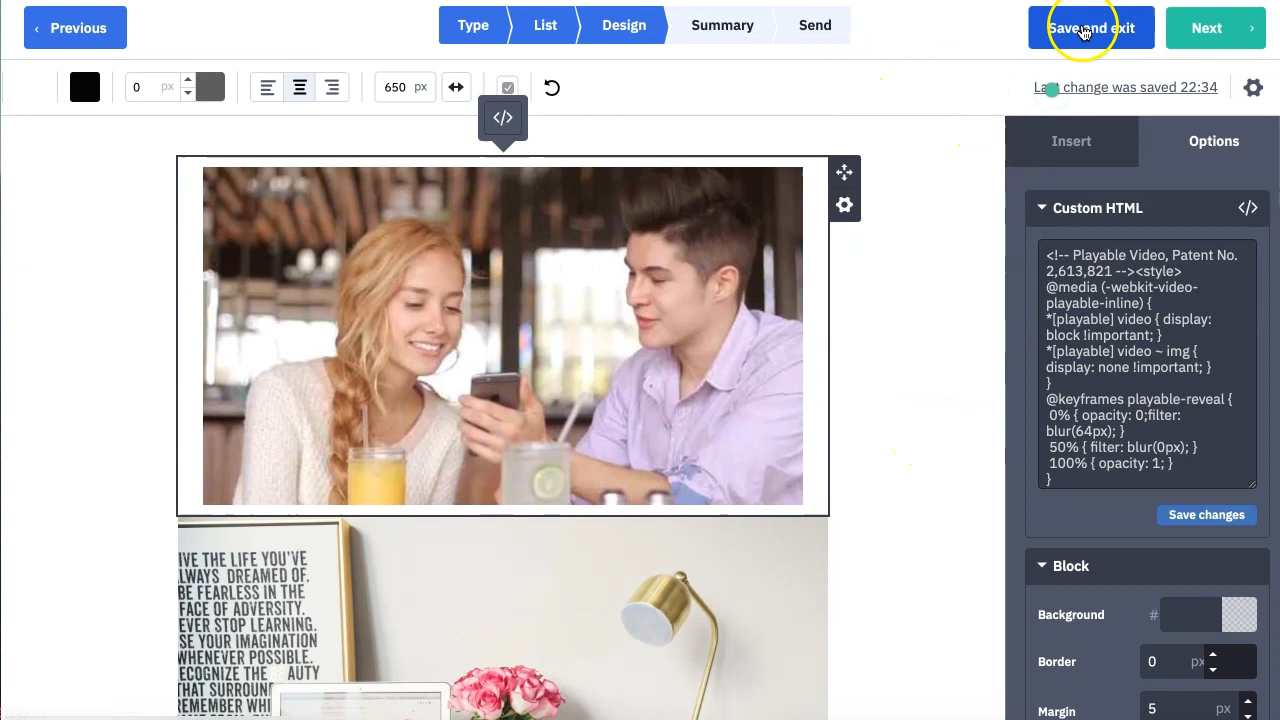 ‹ Previous
Type
List
Design
Summary
Send
Save and exit
Next ›
0 px
650 px
</>
Last change was saved 22:34
Insert
Options
Custom HTML
</>
<!-- Playable Video, Patent No.
2,613,821 --><style>
@media (-webkit-video-
playable-inline) {
*[playable] video { display:
block !important; }
*[playable] video ~ img {
display: none !important; }
}
@keyframes playable-reveal {
0% { opacity: 0;filter:
blur(64px); }
50% { filter: blur(0px); }
100% { opacity: 1; }
}
Save changes
Block
Background #
Border 0 px
Margin 5 px
IVE THE LIFE YOU'VE
LWAYS DREAMED OF.
BE FEARLESS IN THE
FACE OF ADVERSITY.
EVER STOP LEARNING.
SE YOUR IMAGINATION
WHENEVER POSSIBLE.
RECOGNIZE THE AUTY
THAT SURROUN
REMEMBER WH